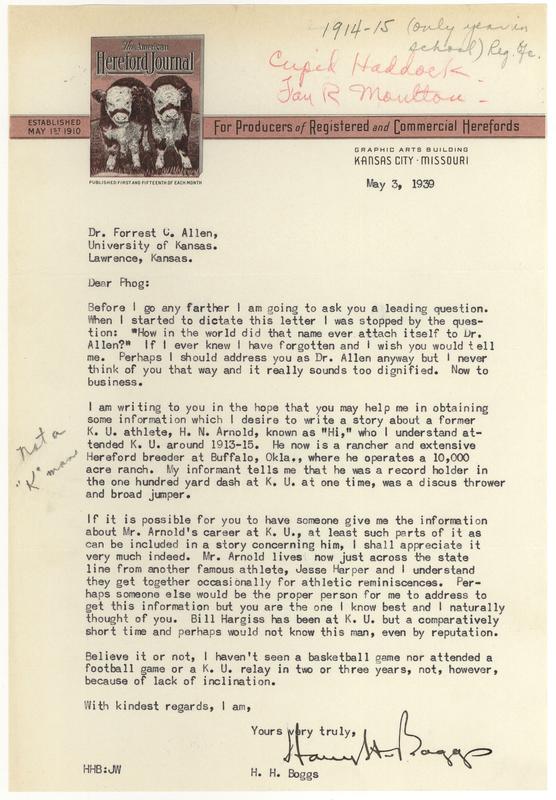 1914-15 (only year in
school) Reg. Ofc.
Cupid Haddock -
Fay R Moulton -
The American
Hereford Journal
ESTABLISHED
MAY 1ST 1910
For Producers of Registered and Commercial Herefords
PUBLISHED FIRST AND FIFTEENTH OF EACH MONTH
GRAPHIC ARTS BUILDING
KANSAS CITY · MISSOURI
May 3, 1939
Dr. Forrest C. Allen,
University of Kansas.
Lawrence, Kansas.
Dear Phog:
Before I go any farther I am going to ask you a leading question.
When I started to dictate this letter I was stopped by the ques-
tion: "How in the world did that name ever attach itself to Dr.
Allen?" If I ever knew I have forgotten and I wish you would tell
me. Perhaps I should address you as Dr. Allen anyway but I never
think of you that way and it really sounds too dignified. Now to
business.
I am writing to you in the hope that you may help me in obtaining
some information which I desire to write a story about a former
K. U. athlete, H. N. Arnold, known as "Hi," who I understand at-
tended K. U. around 1913-15. He now is a rancher and extensive
Hereford breeder at Buffalo, Okla., where he operates a 10,000
acre ranch. My informant tells me that he was a record holder in
the one hundred yard dash at K. U. at one time, was a discus thrower
and broad jumper.
Not a
"K" man
If it is possible for you to have someone give me the information
about Mr. Arnold's career at K. U., at least such parts of it as
can be included in a story concerning him, I shall appreciate it
very much indeed. Mr. Arnold lives now just across the state
line from another famous athlete, Jesse Harper and I understand
they get together occasionally for athletic reminiscences. Per-
haps someone else would be the proper person for me to address to
get this information but you are the one I know best and I naturally
thought of you. Bill Hargiss has been at K. U. but a comparatively
short time and perhaps would not know this man, even by reputation.
Believe it or not, I haven't seen a basketball game nor attended a
football game or a K. U. relay in two or three years, not, however,
because of lack of inclination.
With kindest regards, I am,
Yours very truly,
Harry H. Boggs
HHB:JW
H. H. Boggs